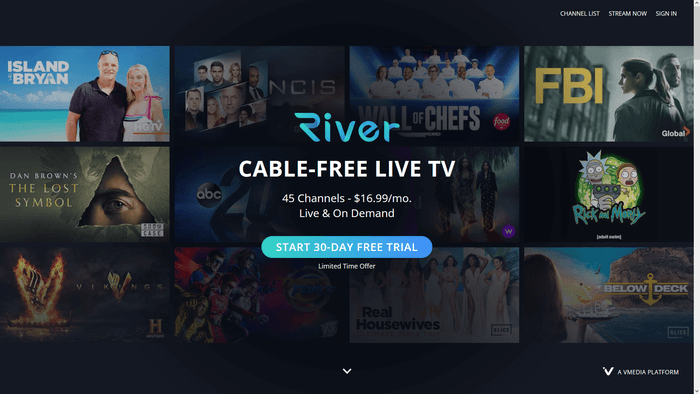 CHANNEL LIST STREAM NOW SIGN IN
ISLAND
OF
BRYAN
HGTV
NCIS
WALL OF CHEFS
food
FBI
Global
River
CABLE-FREE LIVE TV
45 Channels - $16.99/mo.
Live & On Demand
START 30-DAY FREE TRIAL
Limited Time Offer
DAN BROWN'S
THE LOST
SYMBOL
SHOW
CASE
abc
20
W
RICK AND MORTY
[adult swim]
VIKINGS
H
HISTORY
Real
Housewives
SLICE
BELOW DECK
SLICE
A VMEDIA PLATFORM